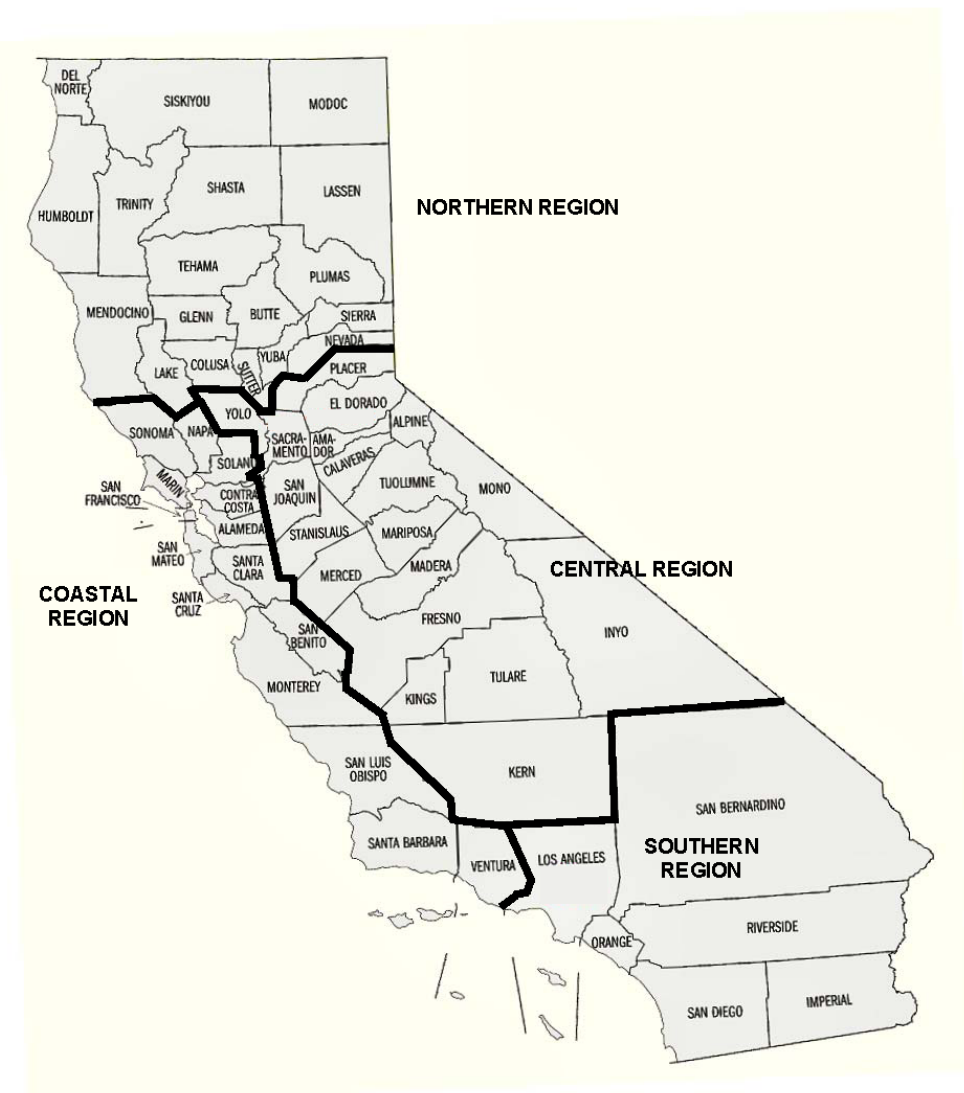 DEL
NORTE
SISKIYOU
MODOC
HUMBOLDT
TRINITY
SHASTA
LASSEN
NORTHERN REGION
TEHAMA
PLUMAS
MENDOCINO
GLENN
BUTTE
SIERRA
NEVADA
YUBA
COLUSA
LAKE
SUTTER
PLACER
EL DORADO
YOLO
ALPINE
SONOMA
NAPA
SACRA-
MENTO
AMA-
DOR
SOLANO
CALAVERAS
MARIN
SAN
FRANCISCO
CONTRA
COSTA
SAN
JOAQUIN
TUOLUMNE
MONO
ALAMEDA
STANISLAUS
MARIPOSA
SAN
MATEO
SANTA
CLARA
MERCED
MADERA
CENTRAL REGION
COASTAL
REGION
SANTA
CRUZ
SAN
BENITO
FRESNO
INYO
MONTEREY
KINGS
TULARE
SAN LUIS
OBISPO
KERN
SAN BERNARDINO
SANTA BARBARA
VENTURA
LOS ANGELES
SOUTHERN
REGION
ORANGE
RIVERSIDE
SAN DIEGO
IMPERIAL